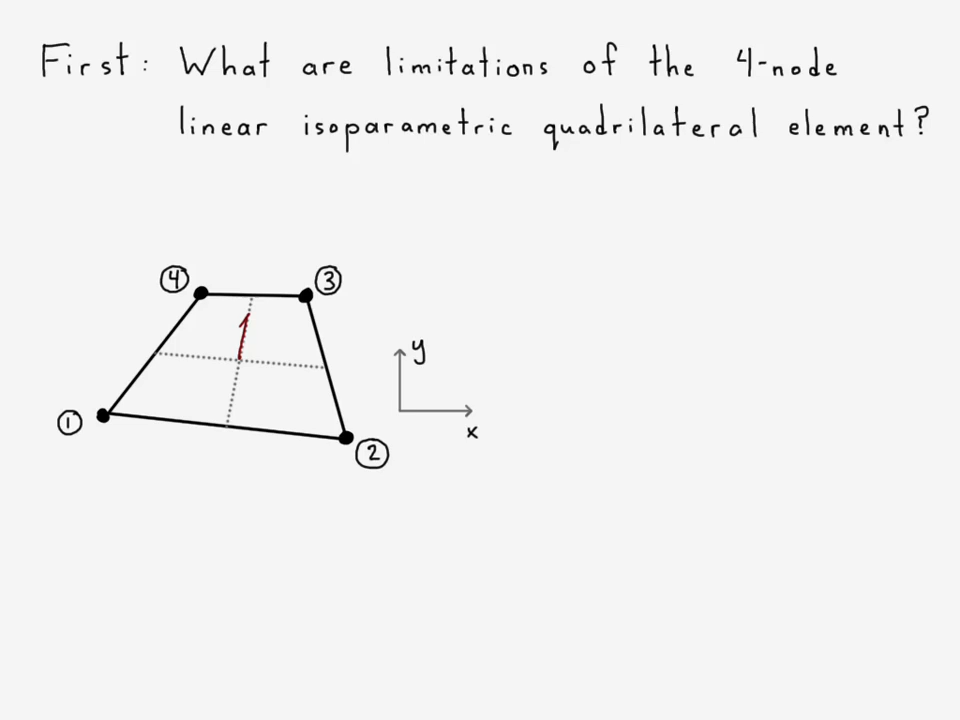 First: What are limitations of the 4-node
linear isoparametric quadrilateral element?
④ ③
y
① x
②